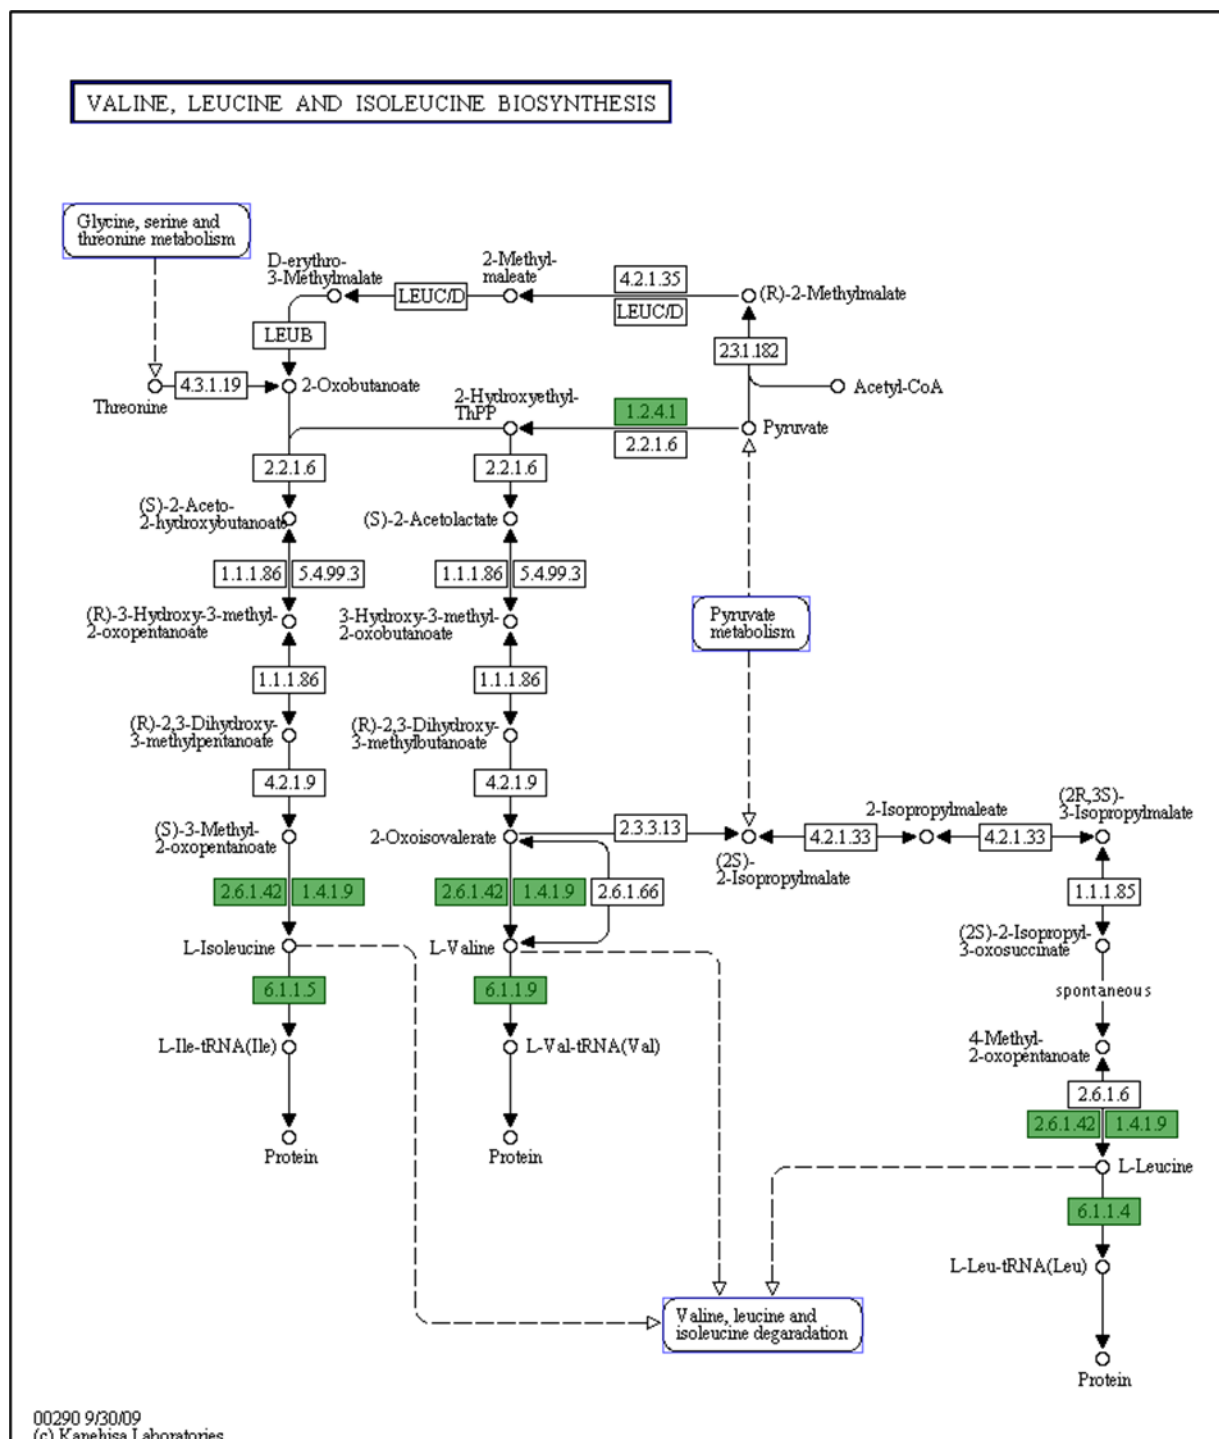 VALINE, LEUCINE AND ISOLEUCINE BIOSYNTHESIS
Glycine, serine and
threonine metabolism
D-erythro-
3-Methylmalate
2-Methyl-
maleate
4.2.1.35
LEUC/D
LEUC/D
(R)-2-Methylmalate
LEUB
2.3.1.182
4.3.1.19
2-Oxobutanoate
Threonine
Acetyl-CoA
2-Hydroxyethyl-
ThPP
1.2.4.1
Pyruvate
2.2.1.6
2.2.1.6
2.2.1.6
(S)-2-Aceto-
2-hydroxybutanoate
(S)-2-Acetolactate
1.1.1.86
5.4.99.3
1.1.1.86
5.4.99.3
(R)-3-Hydroxy-3-methyl-
2-oxopentanoate
3-Hydroxy-3-methyl-
2-oxobutanoate
Pyruvate
metabolism
1.1.1.86
1.1.1.86
(R)-2,3-Dihydroxy-
3-methylpentanoate
(R)-2,3-Dihydroxy-
3-methylbutanoate
4.2.1.9
4.2.1.9
(S)-3-Methyl-
2-oxopentanoate
2-Oxoisovalerate
2.3.3.13
(2S)-
2-Isopropylmalate
4.2.1.33
2-Isopropylmaleate
4.2.1.33
(2R,3S)-
3-Isopropylmalate
2.6.1.42
1.4.1.9
2.6.1.42
1.4.1.9
2.6.1.66
1.1.1.85
L-Isoleucine
L-Valine
(2S)-2-Isopropyl-
3-oxosuccinate
6.1.1.5
6.1.1.9
spontaneous
L-Ile-tRNA(Ile)
L-Val-tRNA(Val)
4-Methyl-
2-oxopentanoate
2.6.1.6
2.6.1.42
1.4.1.9
Protein
Protein
L-Leucine
6.1.1.4
L-Leu-tRNA(Leu)
Valine, leucine and
isoleucine degaradation
Protein
00290 9/30/09
(c) Kanehisa Laboratories